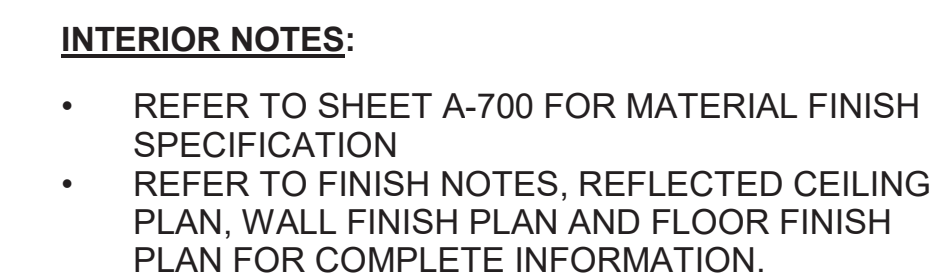 INTERIOR NOTES:
• REFER TO SHEET A-700 FOR MATERIAL FINISH
SPECIFICATION
• REFER TO FINISH NOTES, REFLECTED CEILING
PLAN, WALL FINISH PLAN AND FLOOR FINISH
PLAN FOR COMPLETE INFORMATION.